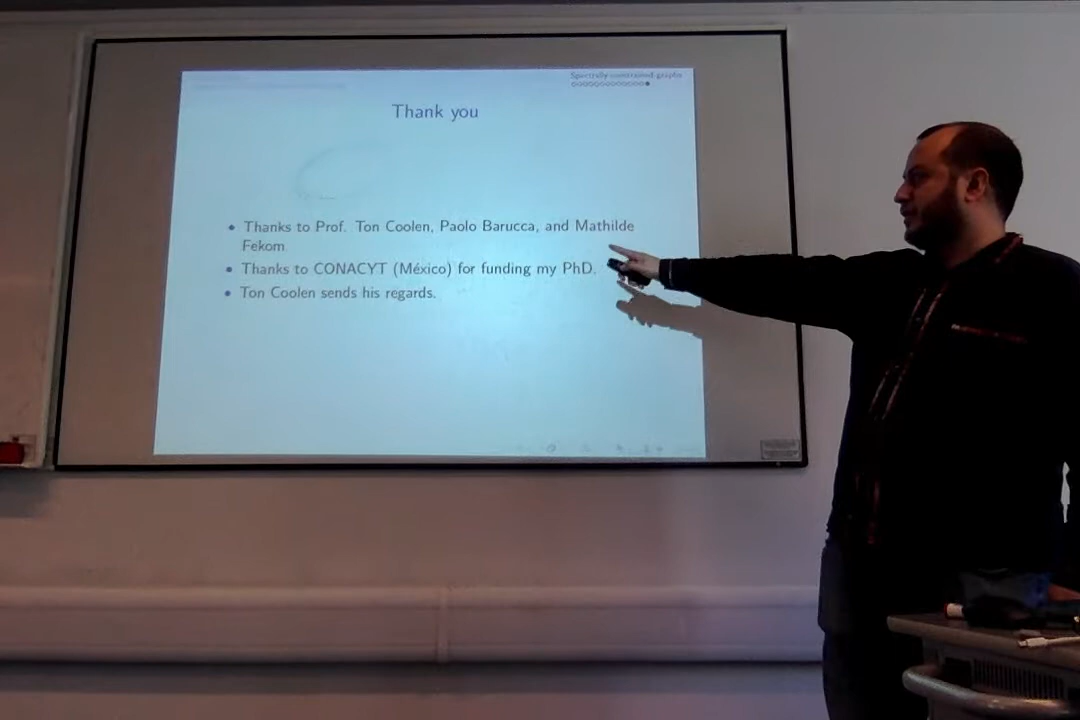 Spectrally constrained graphs
Thank you
• Thanks to Prof. Ton Coolen, Paolo Barucca, and Mathilde
Fekom.
• Thanks to CONACYT (México) for funding my PhD.
• Ton Coolen sends his regards.